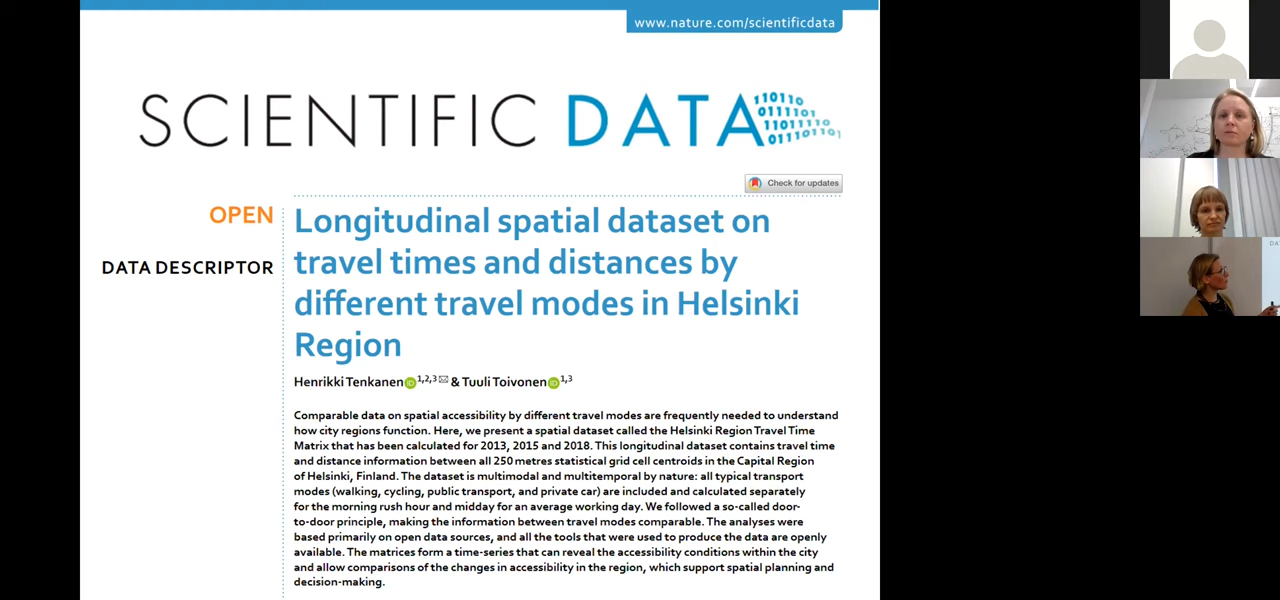 www.nature.com/scientificdata
SCIENTIFIC DATA
110110
0111101
11011110
011101101
Check for updates
OPEN
DATA DESCRIPTOR
Longitudinal spatial dataset on
travel times and distances by
different travel modes in Helsinki
Region
Henrikki Tenkanen iD 1,2,3 ✉ & Tuuli Toivonen iD 1,3
Comparable data on spatial accessibility by different travel modes are frequently needed to understand
how city regions function. Here, we present a spatial dataset called the Helsinki Region Travel Time
Matrix that has been calculated for 2013, 2015 and 2018. This longitudinal dataset contains travel time
and distance information between all 250 metres statistical grid cell centroids in the Capital Region
of Helsinki, Finland. The dataset is multimodal and multitemporal by nature: all typical transport
modes (walking, cycling, public transport, and private car) are included and calculated separately
for the morning rush hour and midday for an average working day. We followed a so-called door-
to-door principle, making the information between travel modes comparable. The analyses were
based primarily on open data sources, and all the tools that were used to produce the data are openly
available. The matrices form a time-series that can reveal the accessibility conditions within the city
and allow comparisons of the changes in accessibility in the region, which support spatial planning and
decision-making.